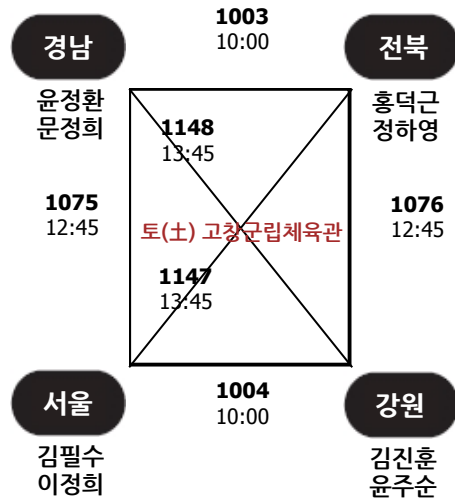 1003
10:00
경남
전북
윤정환
문정희
홍덕근
정하영
1148
13:45
1075
12:45
1076
12:45
토(土) 고창군립체육관
1147
13:45
서울
강원
1004
10:00
김필수
이정희
김진훈
윤주순